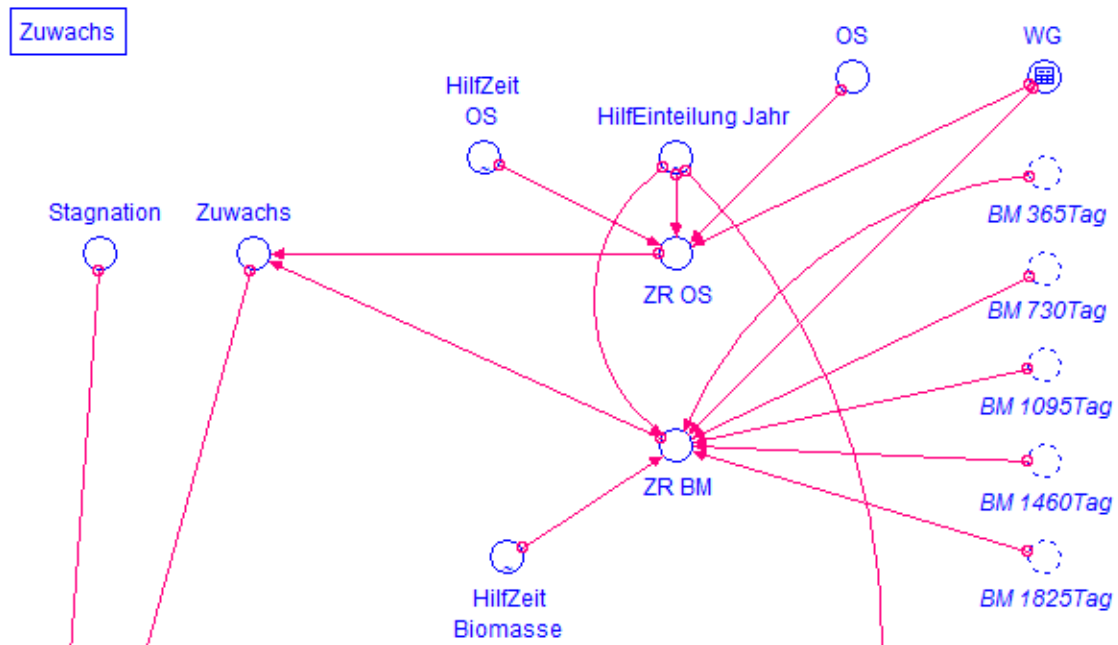 Zuwachs
OS
WG
HilfZeit
OS
HilfEinteilung Jahr
BM 365Tag
Stagnation
Zuwachs
ZR OS
BM 730Tag
BM 1095Tag
ZR BM
BM 1460Tag
HilfZeit
Biomasse
BM 1825Tag